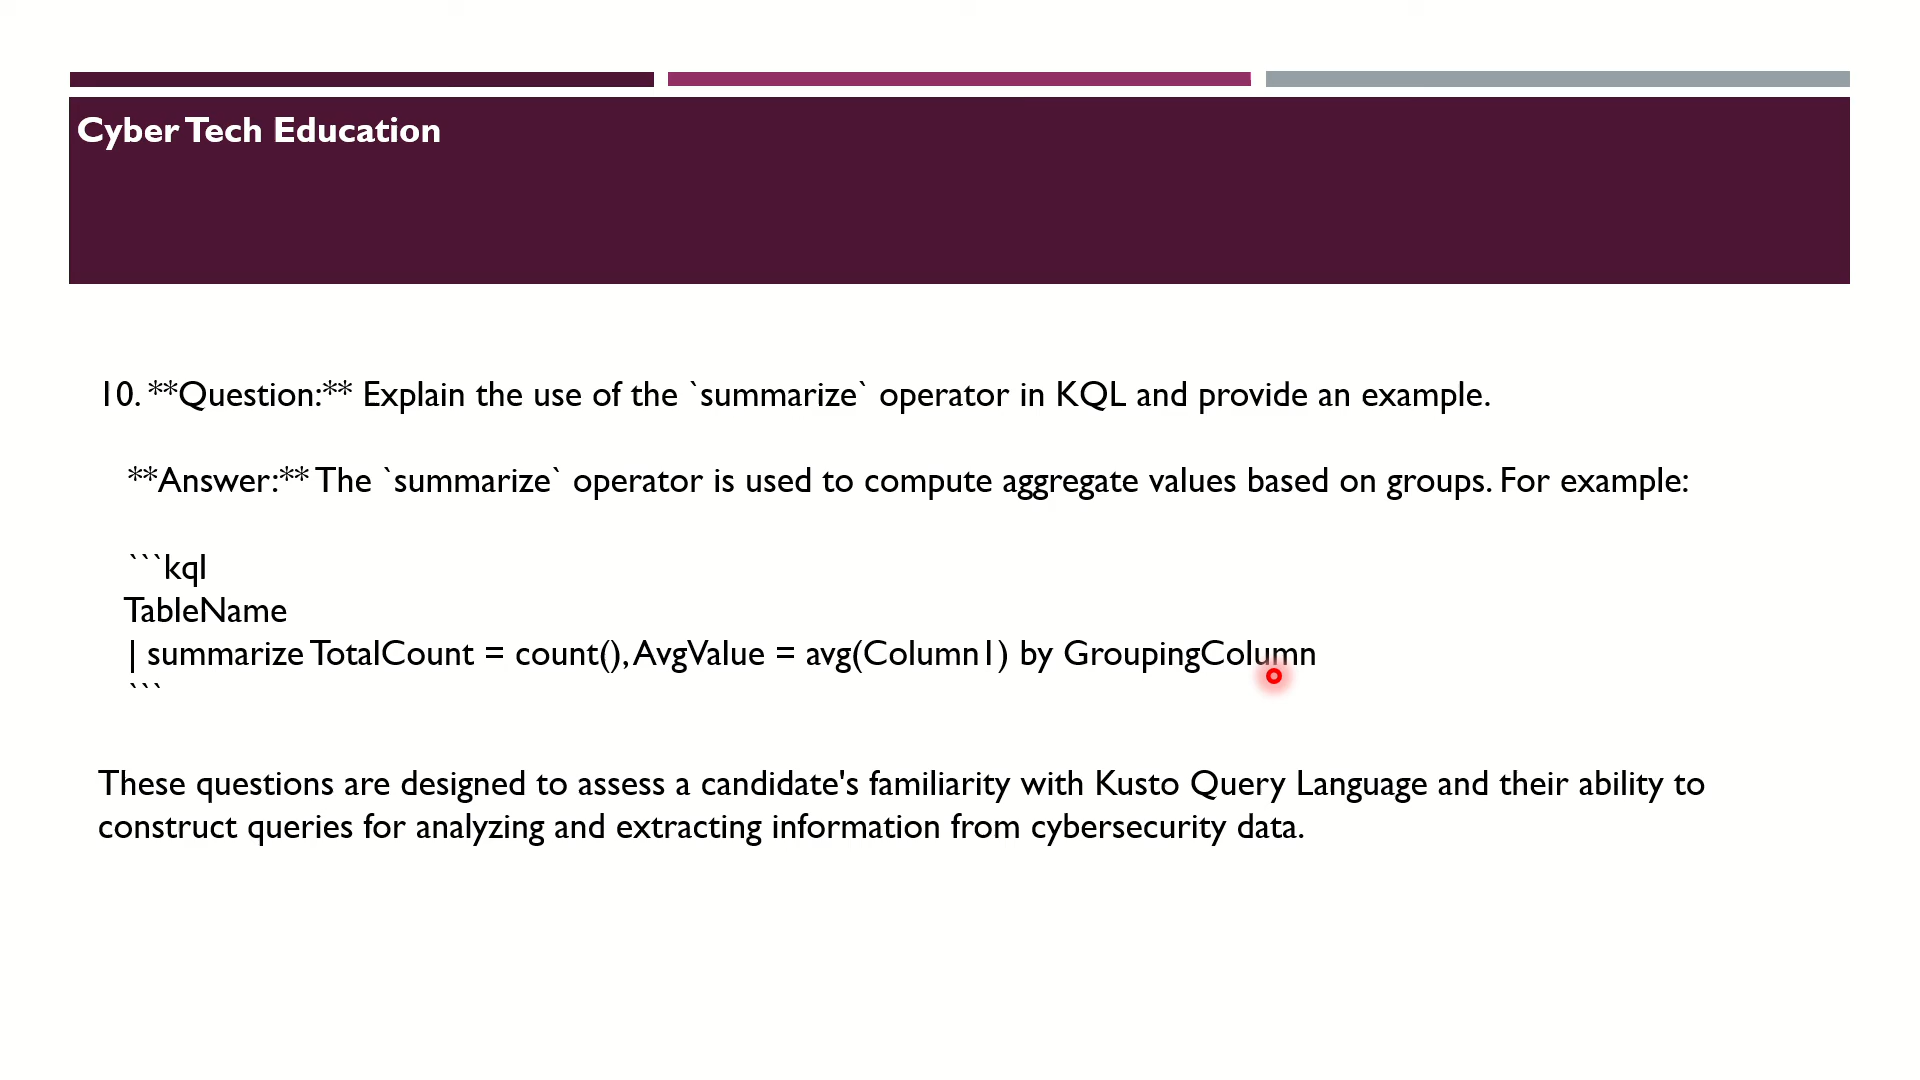 Cyber Tech Education
10. **Question:** Explain the use of the `summarize` operator in KQL and provide an example.
**Answer:** The `summarize` operator is used to compute aggregate values based on groups. For example:
```kql
TableName
| summarize TotalCount = count(), AvgValue = avg(Column1) by GroupingColumn
```
These questions are designed to assess a candidate's familiarity with Kusto Query Language and their ability to
construct queries for analyzing and extracting information from cybersecurity data.